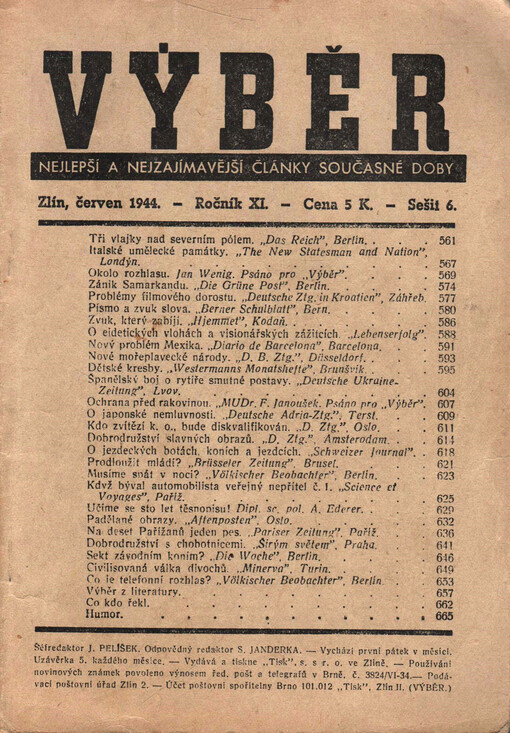 VÝBĚR
NEJLEPŠÍ A NEJZAJÍMAVĚJŠÍ ČLÁNKY SOUČASNÉ DOBY
Zlín, červen 1944. – Ročník XI. – Cena 5 K. – Sešit 6.
Tři vlajky nad severním pólem. „Das Reich", Berlin. . . . . 561
Italské umělecké památky. „The New Statesman and Nation",
Londýn. . . . . . . . . . 567
Okolo rozhlasu. Jan Wenig. Psáno pro „Výběr". . . . . 569
Zánik Samarkandu. „Die Grüne Post", Berlin. . . . . 574
Problémy filmového dorostu. „Deutsche Ztg. in Kroatien", Záhřeb. 577
Písmo a zvuk slova. „Berner Schulblatt", Bern. . . . . 580
Zvuk, který zabíjí. „Hjemmet", Kodaň. . . . . 586
O eidetických vlohách a visionářských zážitcích. „Lebenserfolg". 588
Nový problém Mexika. „Diario de Barcelona", Barcelona. . . 591
Nové mořeplavecké národy. „D. B. Ztg.", Düsseldorf. . . . 593
Dětské kresby. „Westermanns Monatshefte", Brunšvik. . . . 595
Španělský boj o rytíře smutné postavy. „Deutsche Ukraine-
Zeitung", Lvov. . . . . . . . 604
Ochrana před rakovinou. „MUDr. F. Janoušek. Psáno pro „Výběr". 607
O japonské nemluvnosti. „Deutsche Adria-Ztg.", Terst. . . . 609
Kdo zvítězí k. o., bude diskvalifikován. „D. Ztg.", Oslo. . . 611
Dobrodružství slavných obrazů. „D. Ztg.", Amsterodam. . . 614
O jezdeckých botách, koních a jezdcích. „Schweizer Journal". . 618
Prodloužit mládí? „Brüsseler Zeitung", Brusel. . . . . 621
Musíme spát v noci? „Völkischer Beobachter", Berlin. . . . 623
Když býval automobilista veřejný nepřítel č. 1. „Science et
Voyages", Paříž. . . . . . . . 625
Učíme se sto let těsnopisu! Dipl. sc. pol. A. Ederer. . . . 629
Padělané obrazy. „Aftenposten", Oslo. . . . . 632
Na deset Pařížanů jeden pes. „Pariser Zeitung", Paříž. . . . 636
Dobrodružství s chobotnicemi. „Širým světem", Praha. . . . 641
Sekt závodním koním? „Die Woche", Berlin. . . . . 646
Civilisovaná válka divochů. „Minerva", Turin. . . . . 649
Co je telefonní rozhlas? „Völkischer Beobachter", Berlin. . . 653
Výběr z literatury. . . . . . . . 657
Co kdo řekl. . . . . . . . . 662
Humor. . . . . . . . . . 665
Šéfredaktor J. PELÍŠEK. Odpovědný redaktor S. JANDERKA. — Vychází první pátek v měsíci.
Uzávěrka 5. každého měsíce. — Vydává a tiskne „Tisk", s. s r. o. ve Zlíně. — Používání
novinových známek povoleno výnosem řed. pošt a telegrafů v Brně, č. 3824/VI-34.— Podá-
vací poštovní úřad Zlín 2. — Účet poštovní spořitelny Brno 101.012 „Tisk", Zlín II. (VÝBĚR.)